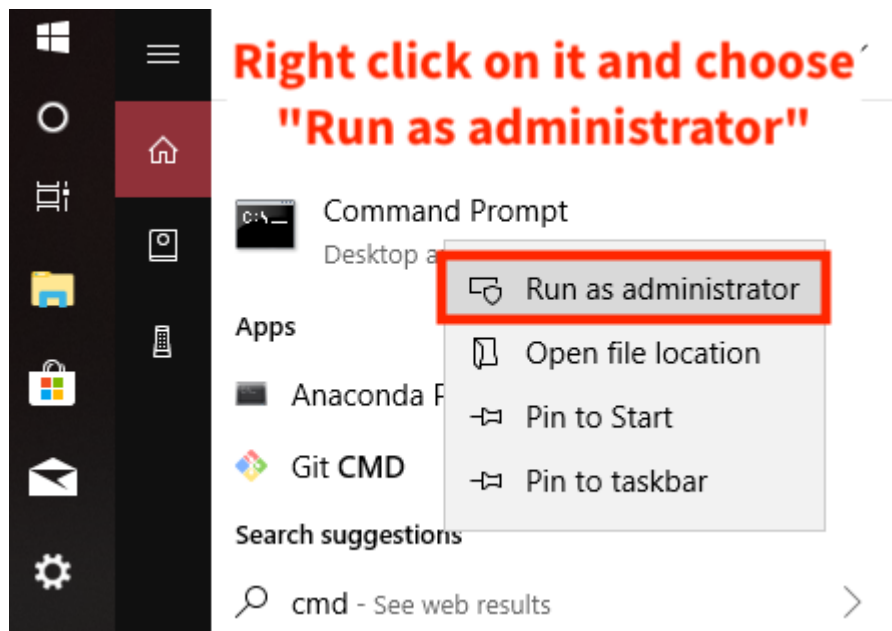 Right click on it and choose
"Run as administrator"
C:\
Command Prompt
Desktop a
Run as administrator
Apps
Open file location
Anaconda P
Pin to Start
Git CMD
Pin to taskbar
Search suggestions
cmd - See web results